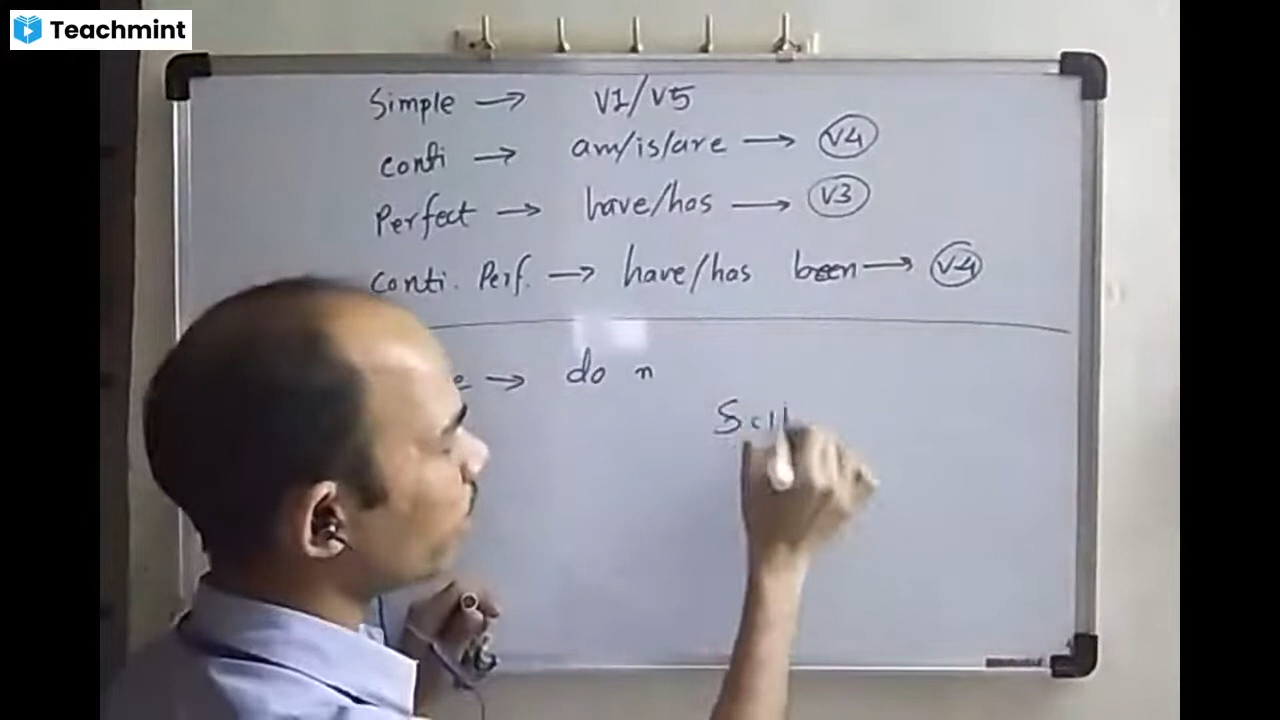 Teachmint
Simple → V1/V5
Conti → am/is/are → V4
Perfect → have/has → V3
Conti. Perf. → have/has been → V4
→ do n